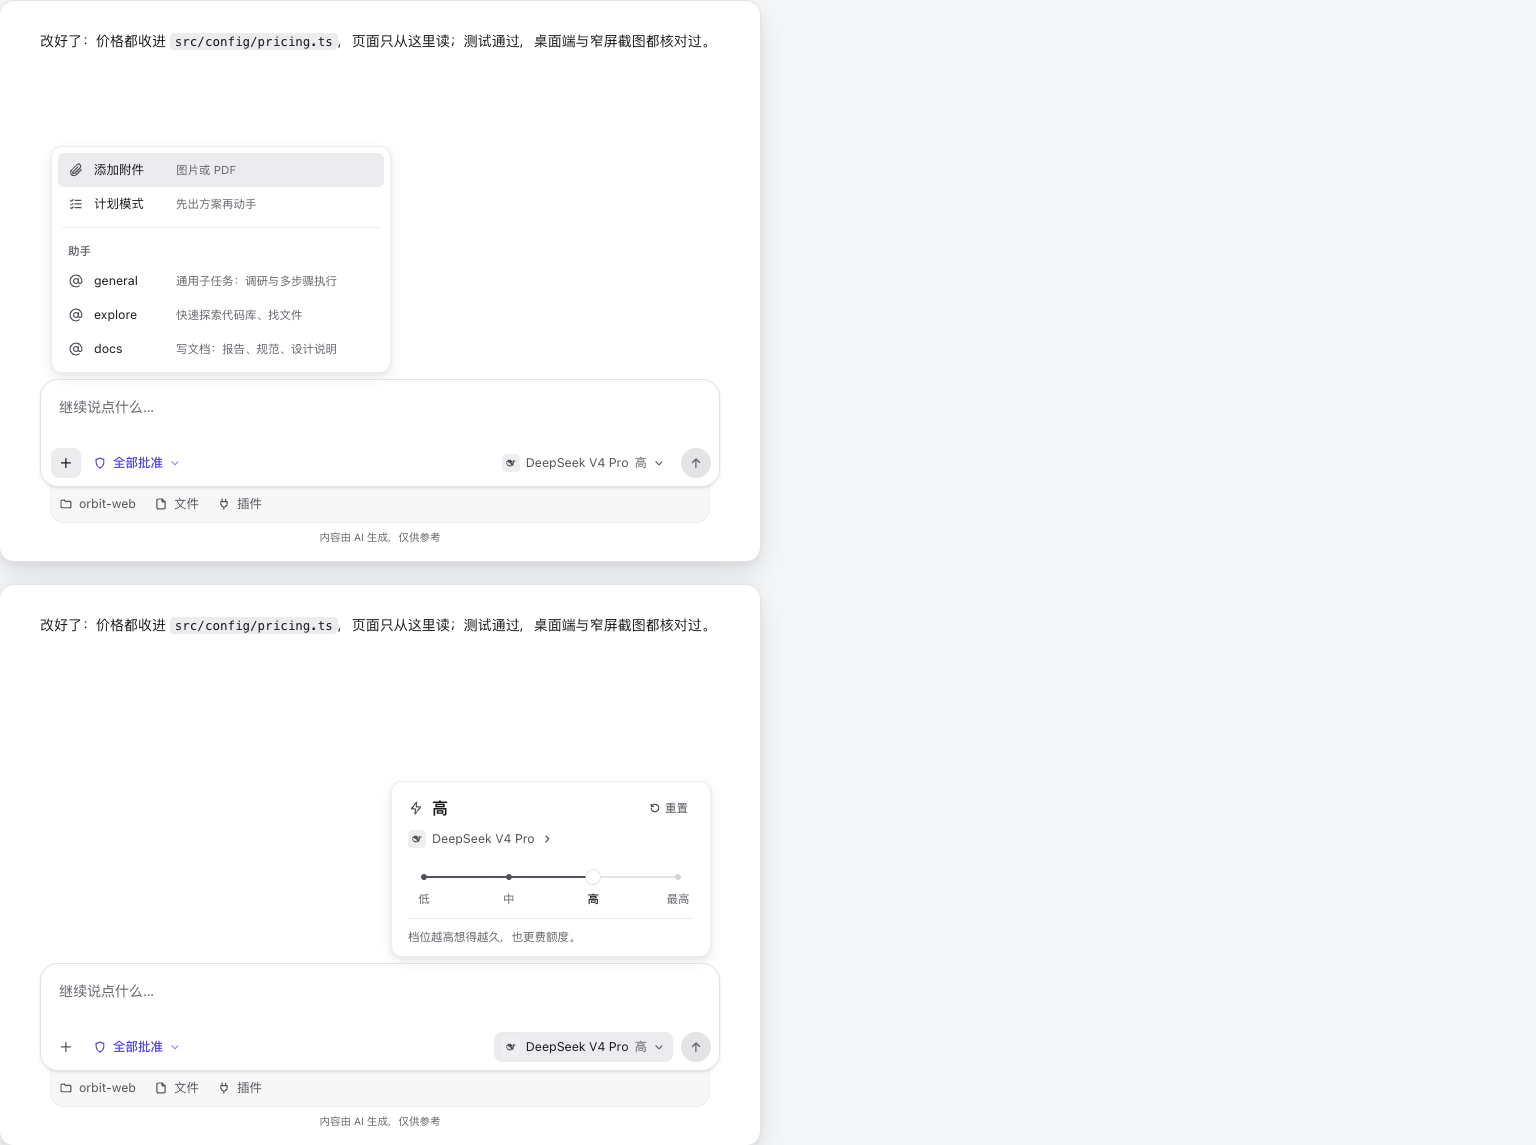 改好了：价格都收进 src/config/pricing.ts，页面只从这里读；测试通过，桌面端与窄屏截图都核对过。
添加附件 图片或 PDF
计划模式 先出方案再动手
助手
general 通用子任务：调研与多步骤执行
explore 快速探索代码库、找文件
docs 写文档：报告、规范、设计说明
继续说点什么...
全部批准 DeepSeek V4 Pro 高
orbit-web 文件 插件
内容由 AI 生成，仅供参考
改好了：价格都收进 src/config/pricing.ts，页面只从这里读；测试通过，桌面端与窄屏截图都核对过。
高 重置
DeepSeek V4 Pro
低 中 高 最高
档位越高想得越久，也更费额度。
继续说点什么...
全部批准 DeepSeek V4 Pro 高
orbit-web 文件 插件
内容由 AI 生成，仅供参考